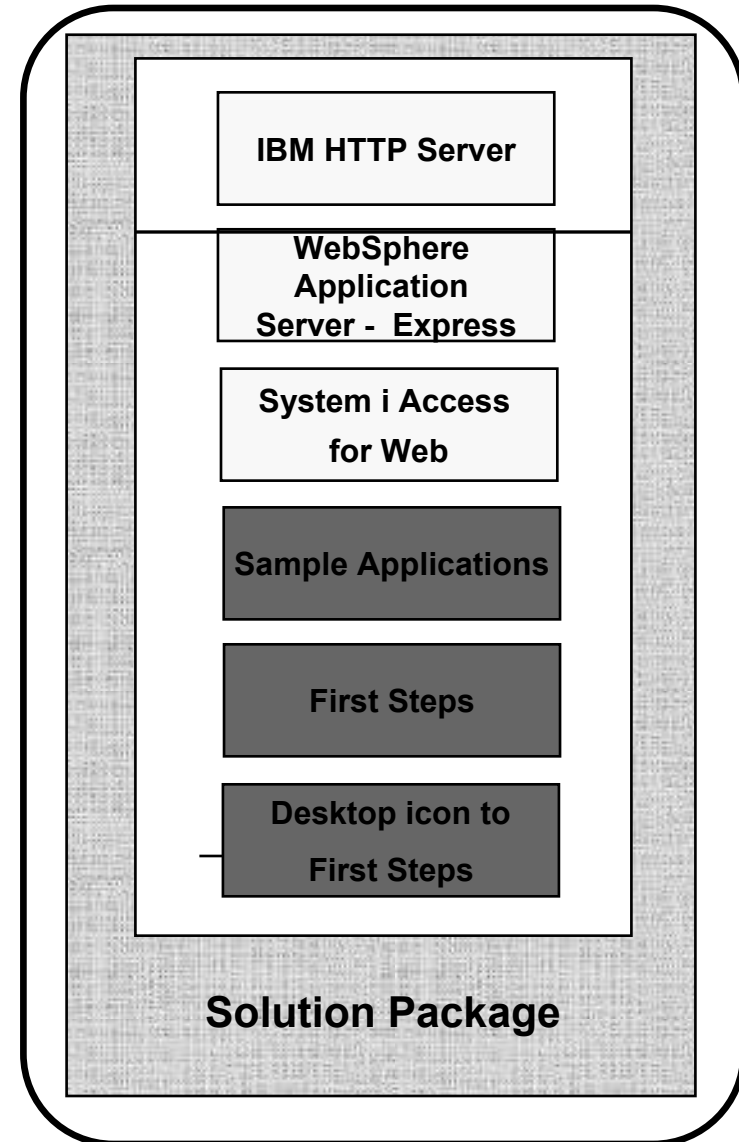 IBM HTTP Server
WebSphere
Application
Server - Express
System i Access
for Web
Sample Applications
First Steps
Desktop icon to
First Steps
Solution Package